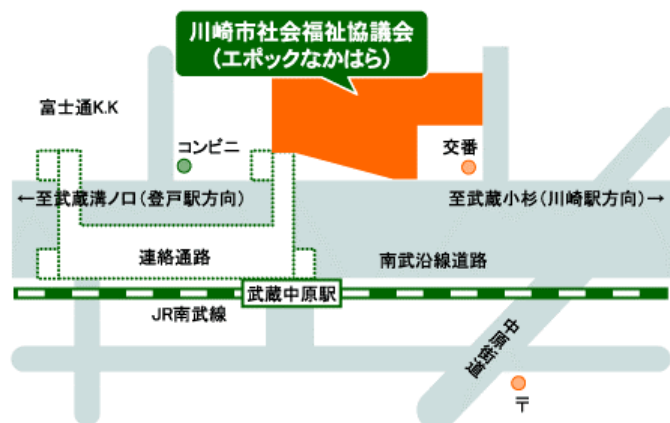 川崎市社会福祉協議会
(エポックなかはら)
富士通K.K
コンビニ
交番
←至武蔵溝ノ口(登戸駅方向)
至武蔵小杉(川崎駅方向)→
連絡通路
南武沿線道路
武蔵中原駅
JR南武線
中原街道
〒